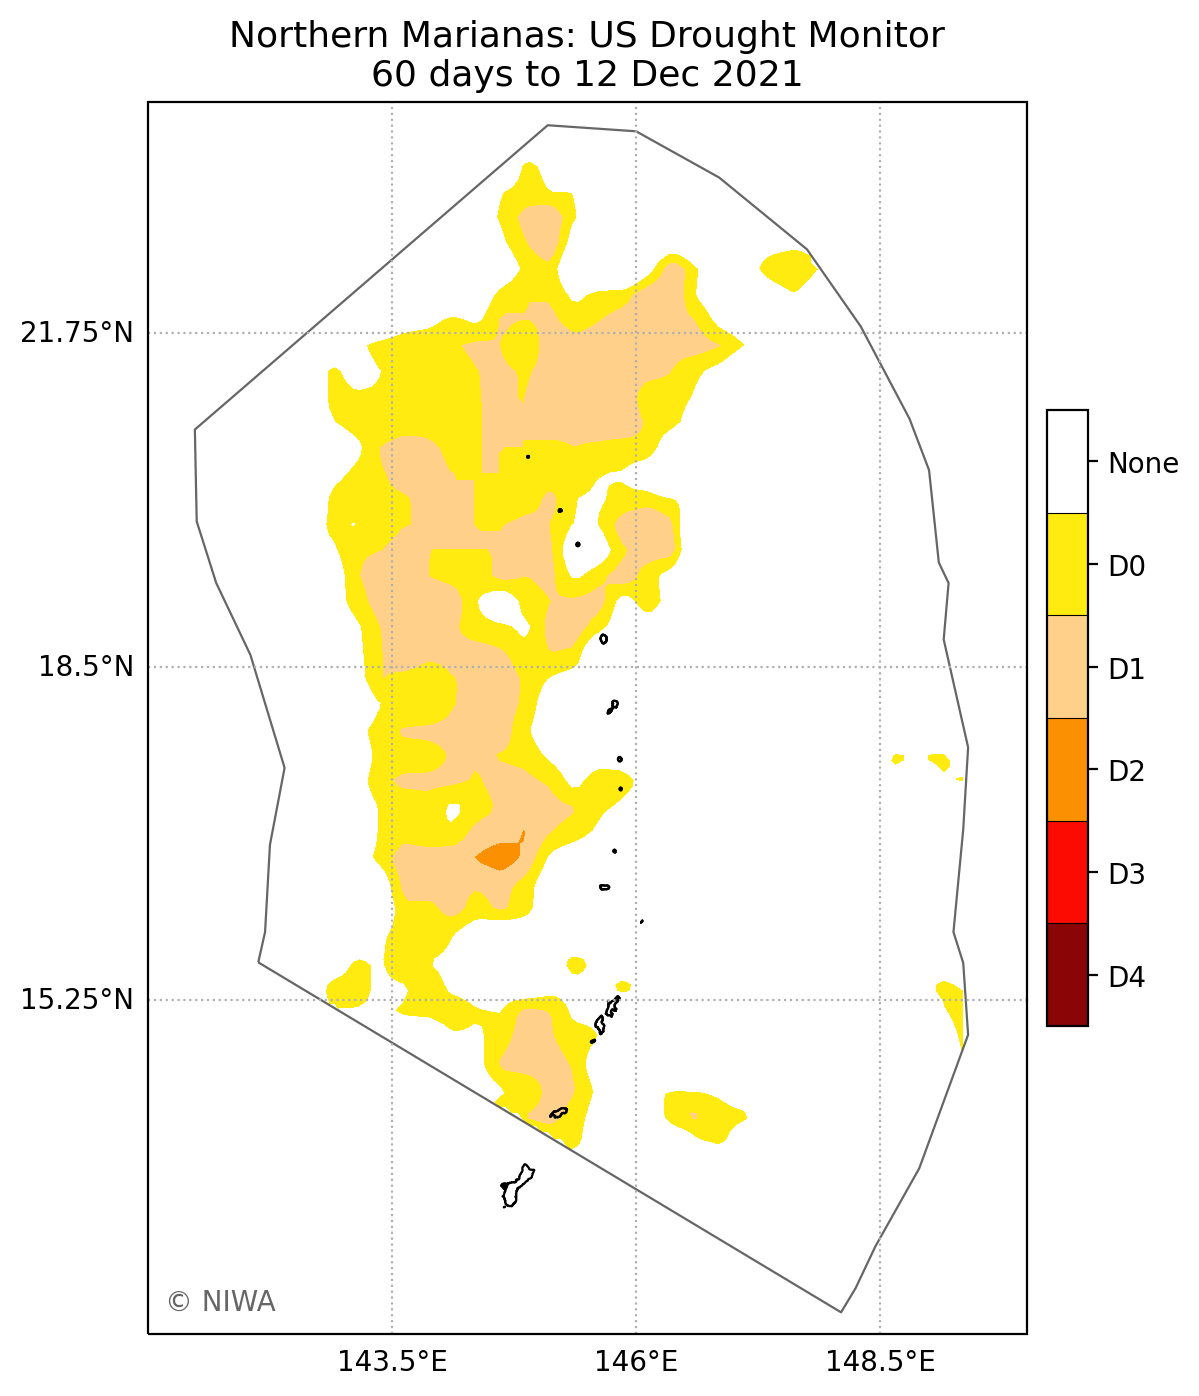 Northern Marianas: US Drought Monitor
60 days to 12 Dec 2021
21.75°N
18.5°N
15.25°N
143.5°E
146°E
148.5°E
None
D0
D1
D2
D3
D4
© NIWA